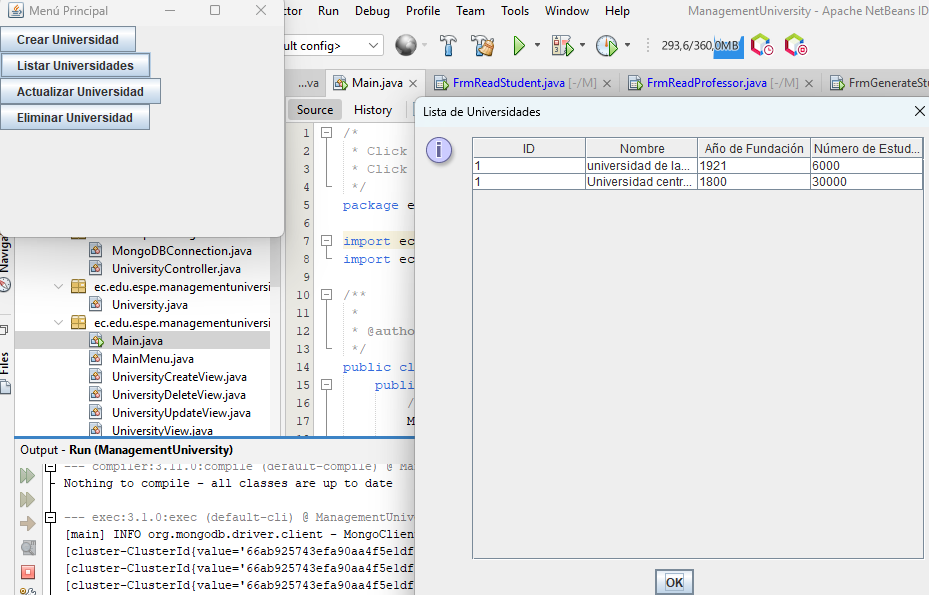 Menú Principal
Crear Universidad
Listar Universidades
Actualizar Universidad
Eliminar Universidad
ctor Run Debug Profile Team Tools Window Help ManagementUniversity - Apache NetBeans ID
ult config> 293,6/360,0MB
...va Main.java FrmReadStudent.java [-/M] FrmReadProfessor.java [-/M] FrmGenerateSt
Source History
1 /*
2 * Click
3 * Click
4 */
5 package e
6
7 import ec
8 import ec
9
10 /**
11 *
12 * @autho
13 */
14 public cl
15 publi
16 /
17 M
Naviga
Files
MongoDBConnection.java
UniversityController.java
ec.edu.espe.managementuniversi
University.java
ec.edu.espe.managementuniversi
Main.java
MainMenu.java
UniversityCreateView.java
UniversityDeleteView.java
UniversityUpdateView.java
UniversityView.java
Lista de Universidades
ID Nombre Año de Fundación Número de Estud...
1 universidad de la... 1921 6000
1 Universidad centr... 1800 30000
OK
Output - Run (ManagementUniversity)
--- compiler:3.11.0:compile (default-compile) @ Ma
Nothing to compile - all classes are up to date
--- exec:3.1.0:exec (default-cli) @ ManagementUniv
[main] INFO org.mongodb.driver.client - MongoClien
[cluster-ClusterId{value='66ab925743efa90aa4f5e1df
[cluster-ClusterId{value='66ab925743efa90aa4f5e1df
[cluster-ClusterId{value='66ab925743efa90aa4f5e1df